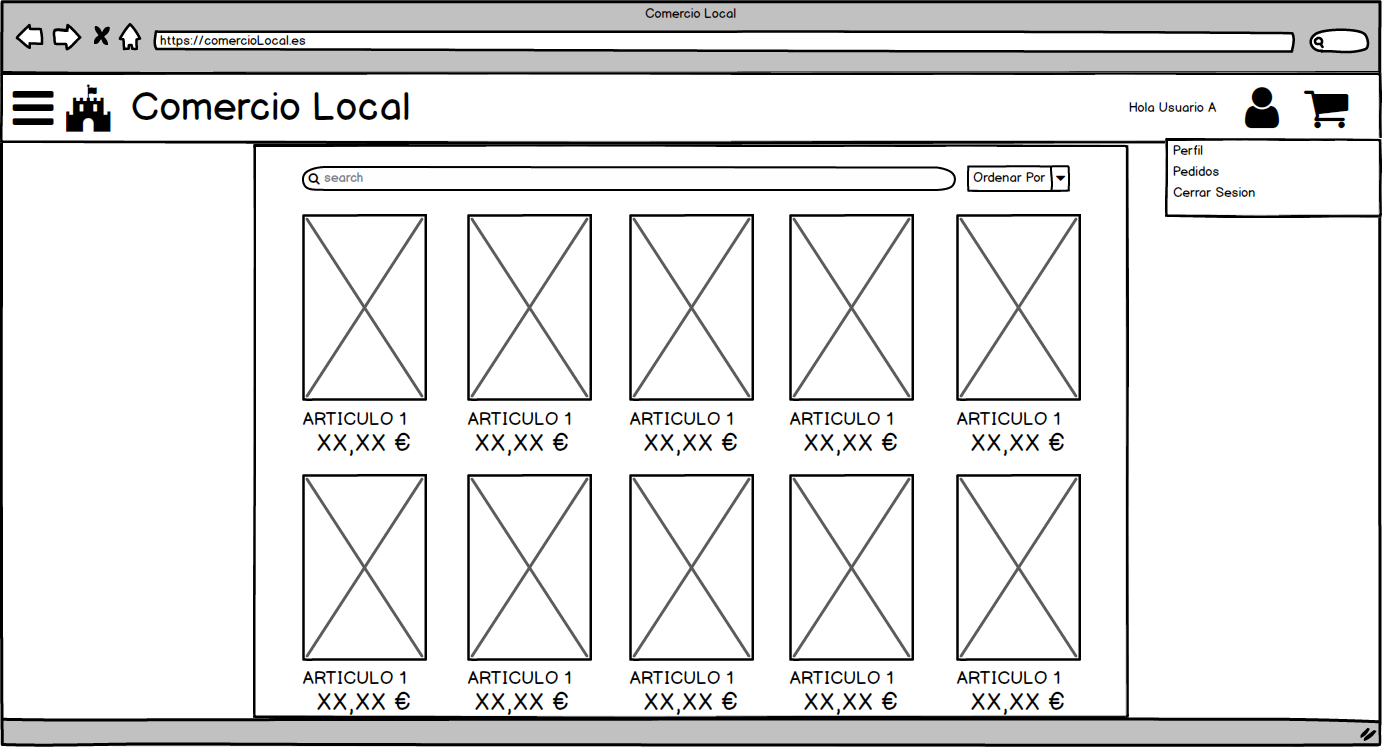 Comercio Local
https://comercioLocal.es
Comercio Local
Hola Usuario A
Perfil
Pedidos
Cerrar Sesion
search
Ordenar Por
ARTICULO 1 ARTICULO 1 ARTICULO 1 ARTICULO 1 ARTICULO 1
XX,XX € XX,XX € XX,XX € XX,XX € XX,XX €
ARTICULO 1 ARTICULO 1 ARTICULO 1 ARTICULO 1 ARTICULO 1
XX,XX € XX,XX € XX,XX € XX,XX € XX,XX €